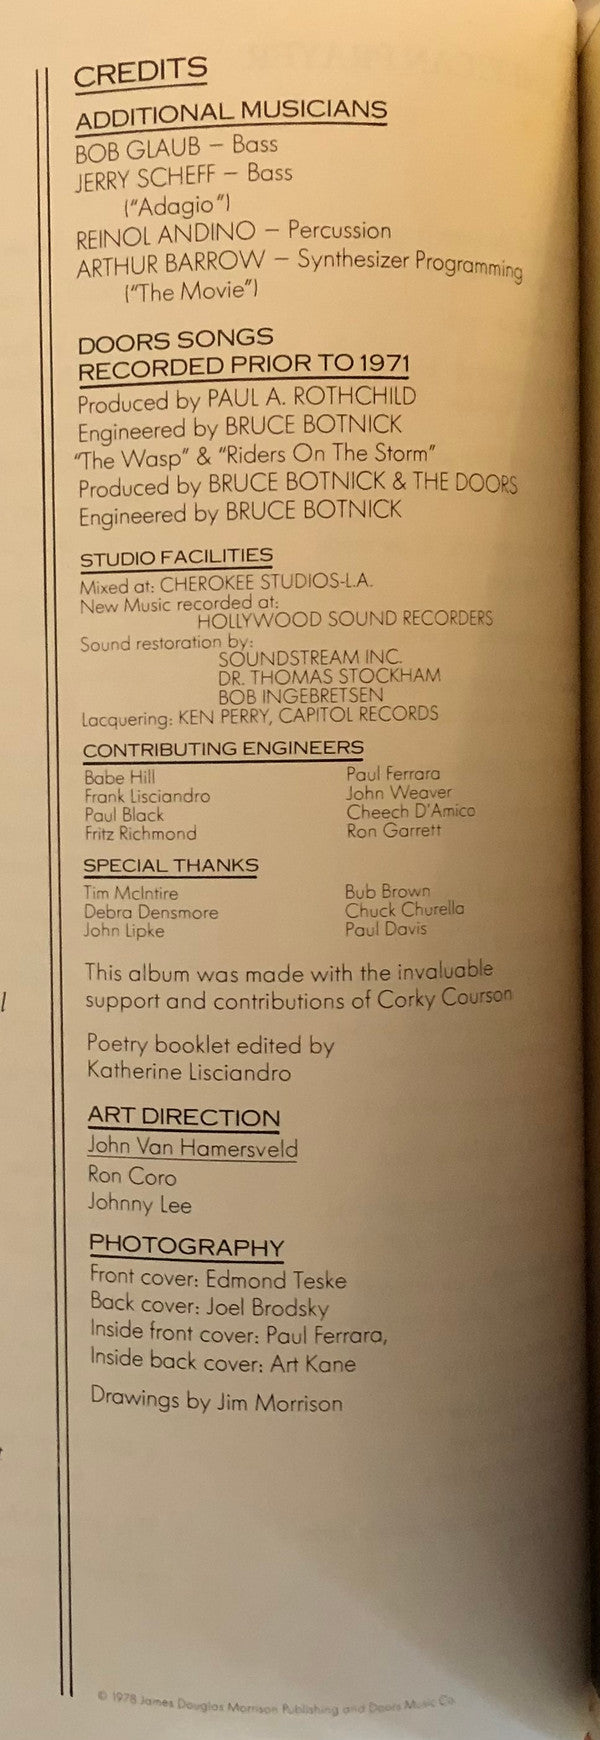 CREDITS
ADDITIONAL MUSICIANS
BOB GLAUB – Bass
JERRY SCHEFF – Bass
("Adagio")
REINOL ANDINO – Percussion
ARTHUR BARROW – Synthesizer Programming
("The Movie")
DOORS SONGS
RECORDED PRIOR TO 1971
Produced by PAUL A. ROTHCHILD
Engineered by BRUCE BOTNICK
"The Wasp" & "Riders On The Storm"
Produced by BRUCE BOTNICK & THE DOORS
Engineered by BRUCE BOTNICK
STUDIO FACILITIES
Mixed at: CHEROKEE STUDIOS-L.A.
New Music recorded at:
HOLLYWOOD SOUND RECORDERS
Sound restoration by:
SOUNDSTREAM INC.
DR. THOMAS STOCKHAM
BOB INGEBRETSEN
Lacquering: KEN PERRY, CAPITOL RECORDS
CONTRIBUTING ENGINEERS
Babe Hill
Frank Lisciandro
Paul Black
Fritz Richmond
Paul Ferrara
John Weaver
Cheech D'Amico
Ron Garrett
SPECIAL THANKS
Tim McIntire
Debra Densmore
John Lipke
Bub Brown
Chuck Churella
Paul Davis
This album was made with the invaluable
support and contributions of Corky Courson
Poetry booklet edited by
Katherine Lisciandro
ART DIRECTION
John Van Hamersveld
Ron Coro
Johnny Lee
PHOTOGRAPHY
Front cover: Edmond Teske
Back cover: Joel Brodsky
Inside front cover: Paul Ferrara,
Inside back cover: Art Kane
Drawings by Jim Morrison
© 1978 James Douglas Morrison Publishing and Doors Music Co.